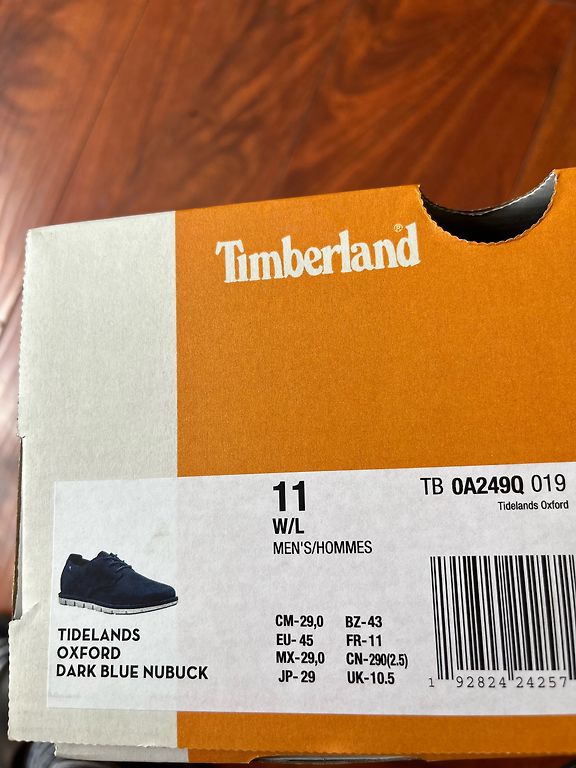 Timberland®
11
W/L
MEN'S/HOMMES
TB 0A249Q 019
Tidelands Oxford
TIDELANDS
OXFORD
DARK BLUE NUBUCK
CM-29,0 BZ-43
EU- 45 FR-11
MX-29,0 CN-290(2.5)
JP- 29 UK-10.5
1 92824 24257